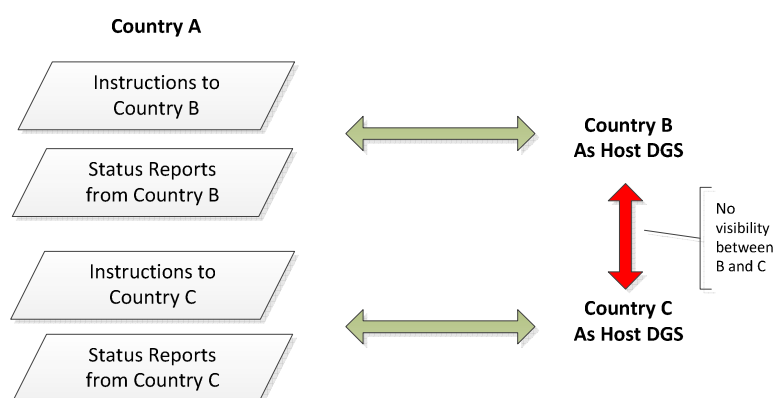 Country A
Instructions to
Country B
Status Reports
from Country B
Country B
As Host DGS
No
visibility
between
B and C
Instructions to
Country C
Status Reports
from Country C
Country C
As Host DGS